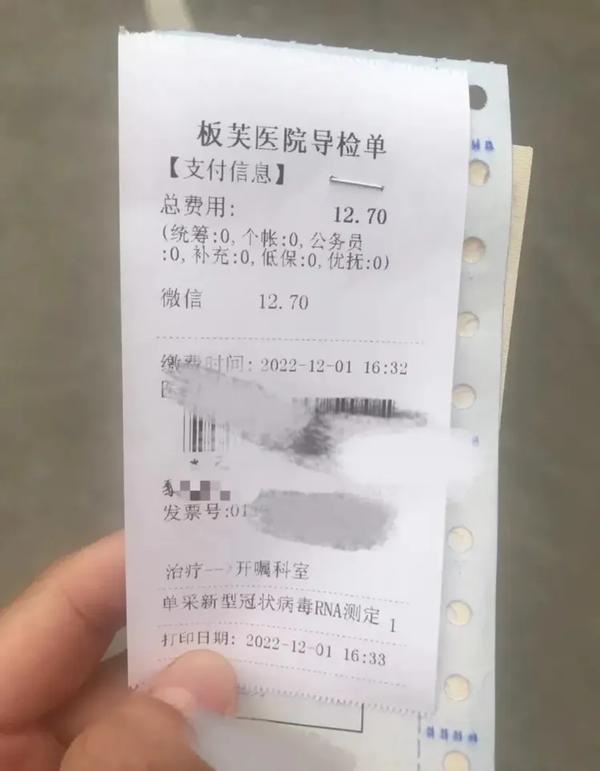 板芙医院导检单
【支付信息】
总费用: 12.70
(统筹:0,个帐:0,公务员
:0,补充:0,低保:0,优抚:0)
微信 12.70
缴费时间: 2022-12-01 16:32
发票号:01
治疗-->开嘱科室
单采新型冠状病毒RNA测定 1
打印日期: 2022-12-01 16:33